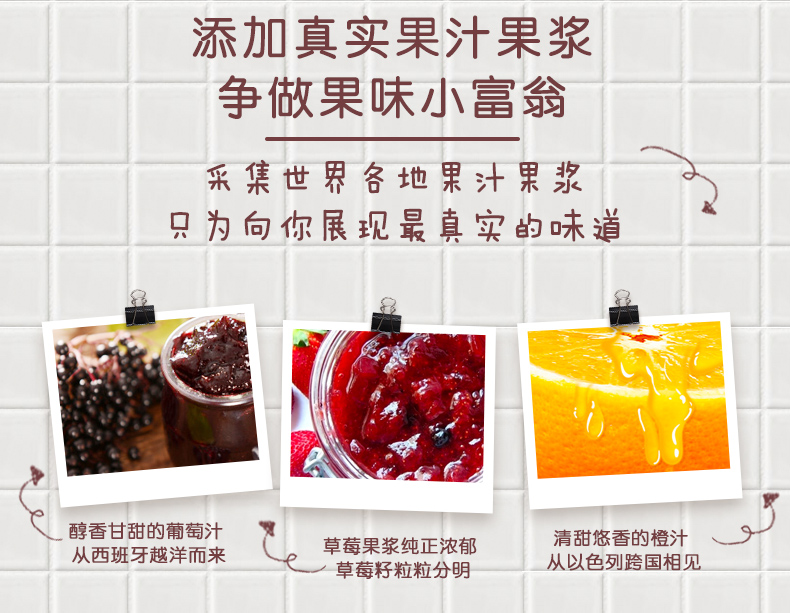 添加真实果汁果浆
争做果味小富翁
采集世界各地果汁果浆
只为向你展现最真实的味道
醇香甘甜的葡萄汁
从西班牙越洋而来
草莓果浆纯正浓郁
草莓籽粒粒分明
清甜悠香的橙汁
从以色列跨国相见